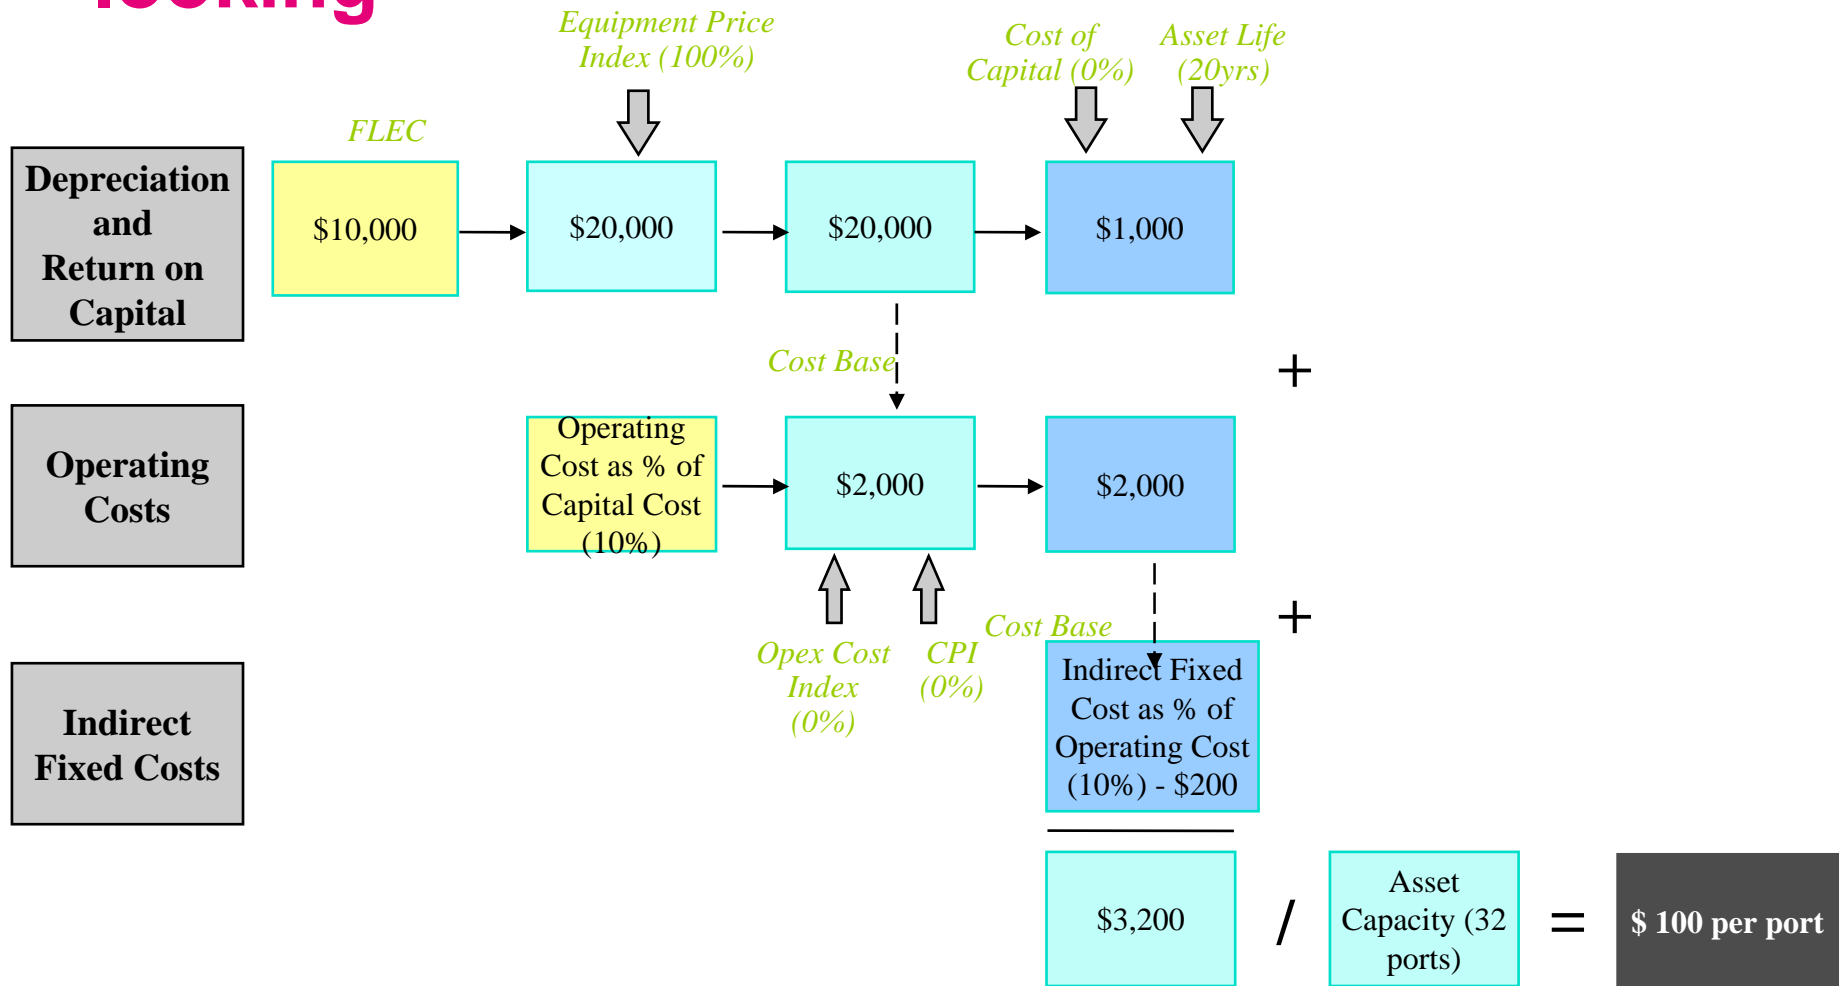 looking
Equipment Price
Index (100%)
Cost of
Capital (0%)
Asset Life
(20yrs)
FLEC
Depreciation
and
Return on
Capital
$10,000
$20,000
$20,000
$1,000
Cost Base
+
Operating
Costs
Operating
Cost as % of
Capital Cost
(10%)
$2,000
$2,000
Opex Cost
Index
(0%)
CPI
(0%)
Cost Base
+
Indirect
Fixed Costs
Indirect Fixed
Cost as % of
Operating Cost
(10%) - $200
$3,200
/
Asset
Capacity (32
ports)
=
$ 100 per port